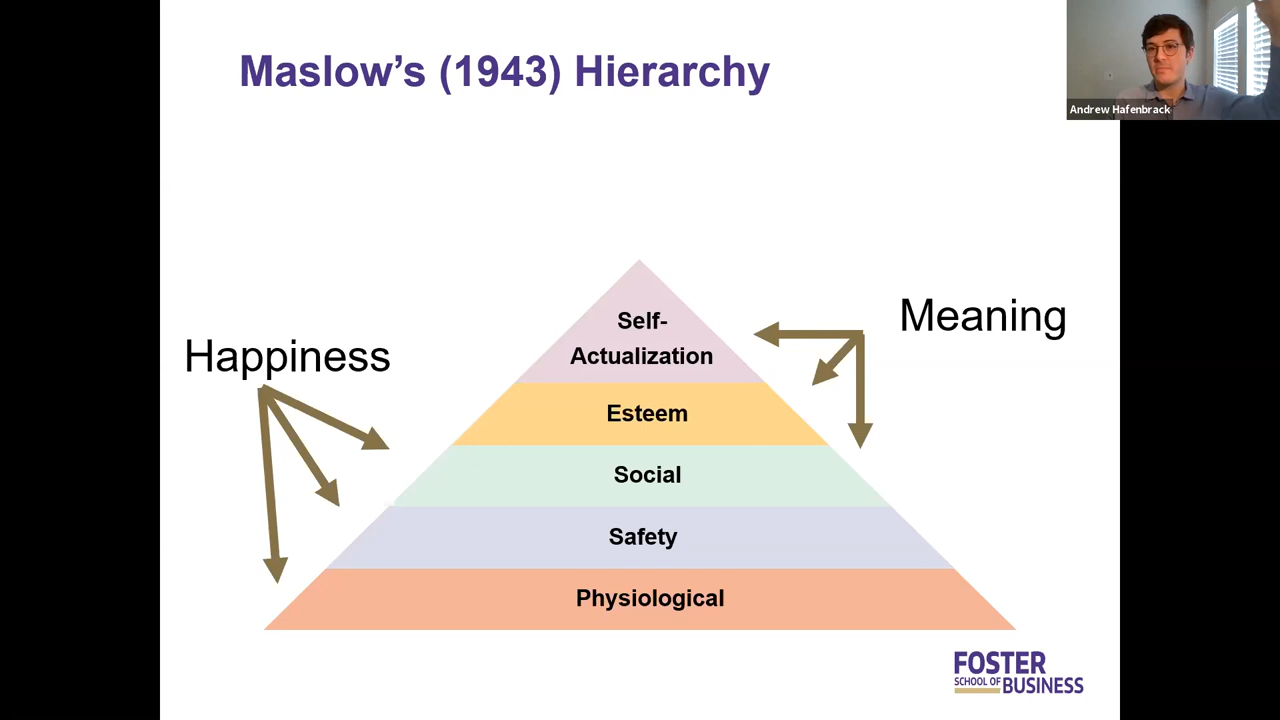 Maslow’s (1943) Hierarchy
Andrew Hafenbrack
Happiness
Meaning
Self-
Actualization
Esteem
Social
Safety
Physiological
FOSTER
SCHOOL OF BUSINESS